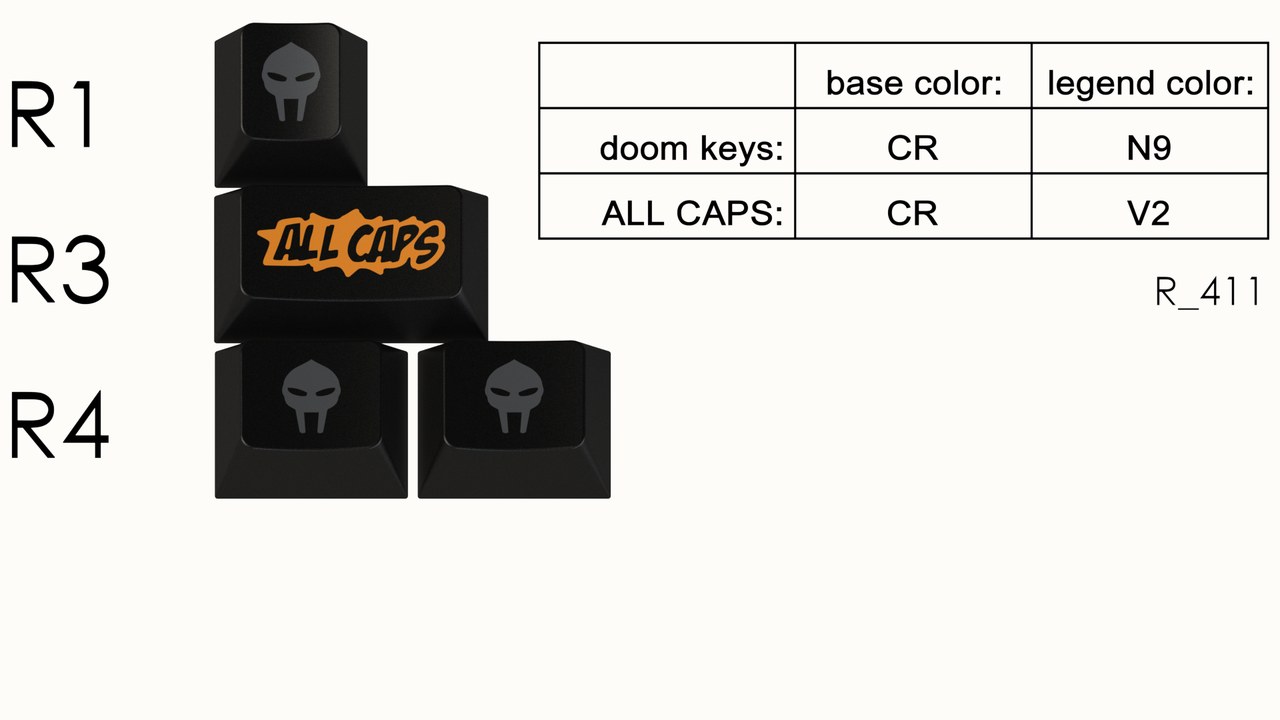 R1
R3
ALL CAPS
R4
base color: legend color:
doom keys: CR N9
ALL CAPS: CR V2
R_411